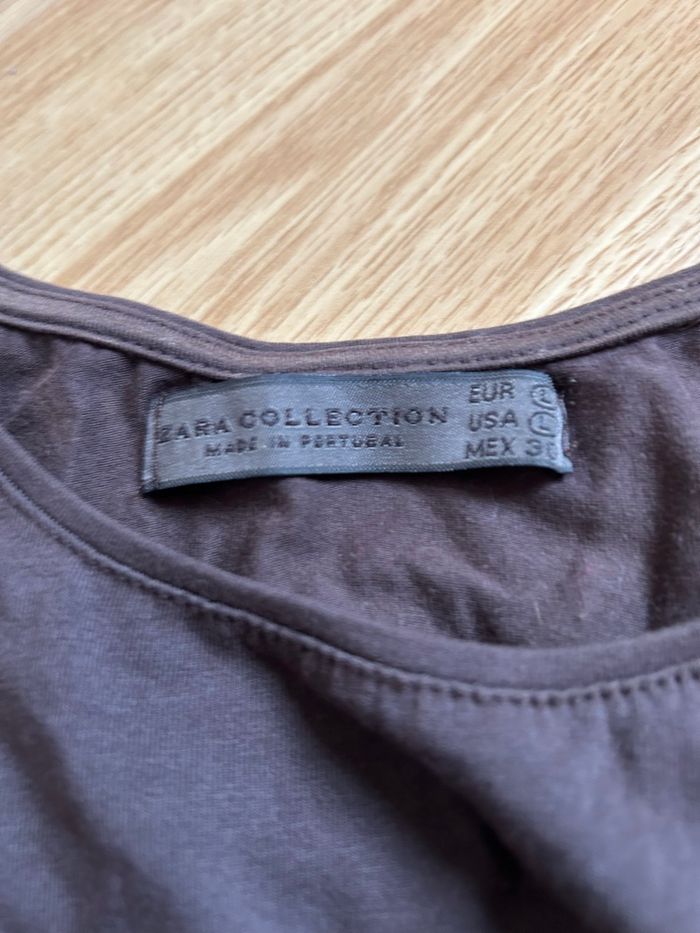 ZARA COLLECTION
MADE IN PORTUGAL
EUR L
USA L
MEX